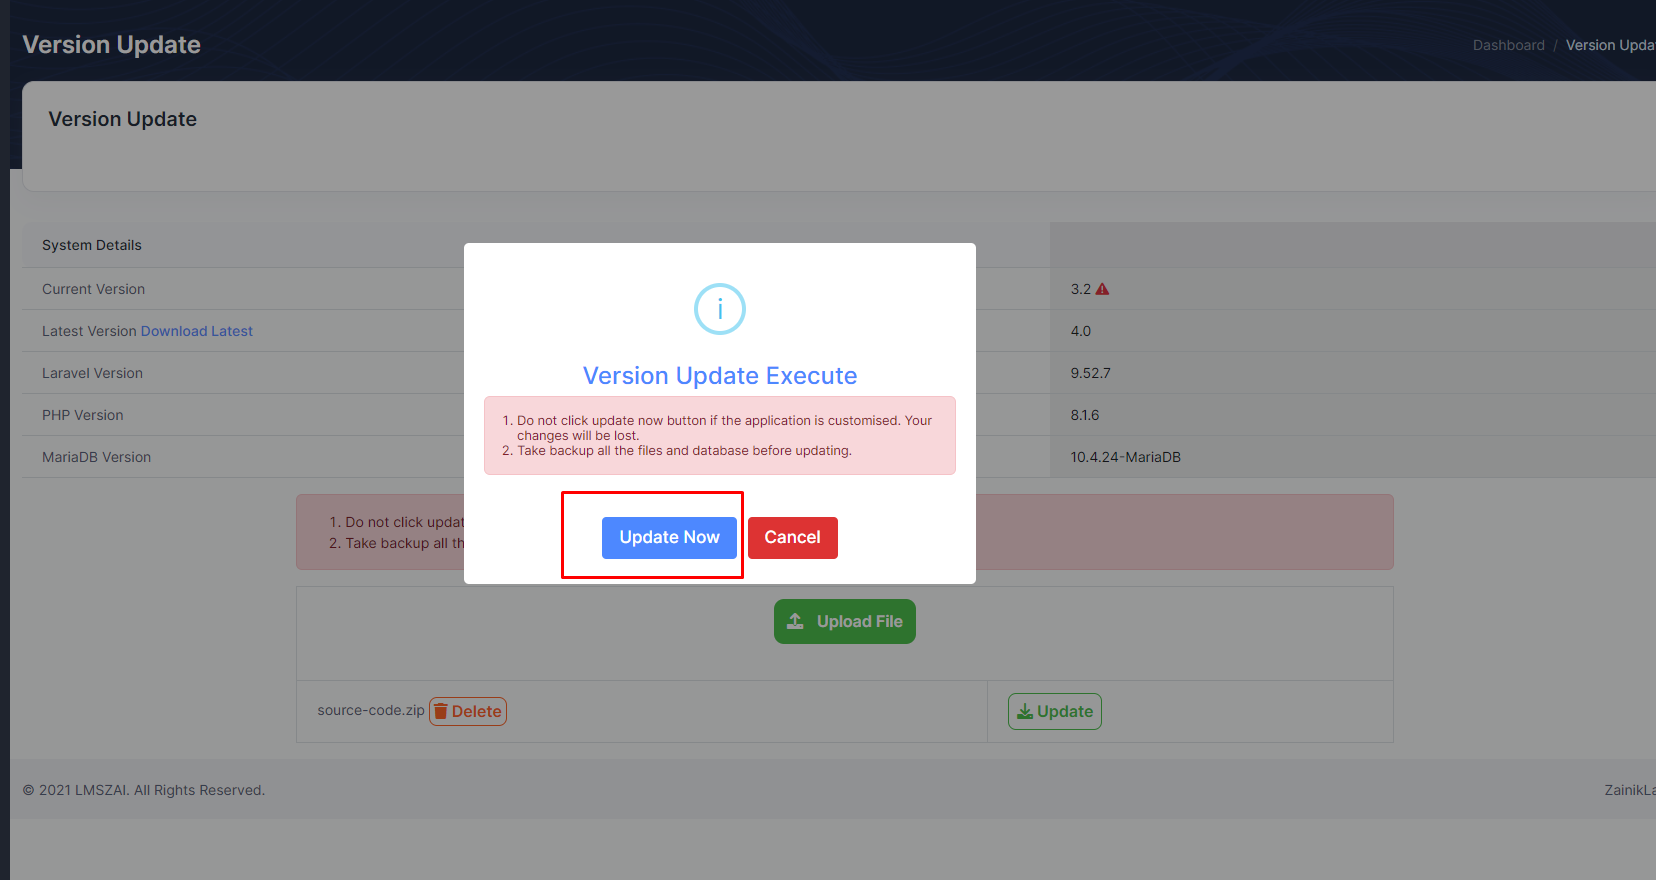 Version Update
Dashboard / Version Upda
Version Update
System Details
Current Version
3.2
Latest Version Download Latest
4.0
Laravel Version
9.52.7
PHP Version
8.1.6
MariaDB Version
10.4.24-MariaDB
i
Version Update Execute
1. Do not click update now button if the application is customised. Your
changes will be lost.
2. Take backup all the files and database before updating.
Update Now
Cancel
1. Do not click updat
2. Take backup all th
Upload File
source-code.zip Delete
Update
© 2021 LMSZAI. All Rights Reserved.
ZainikLa